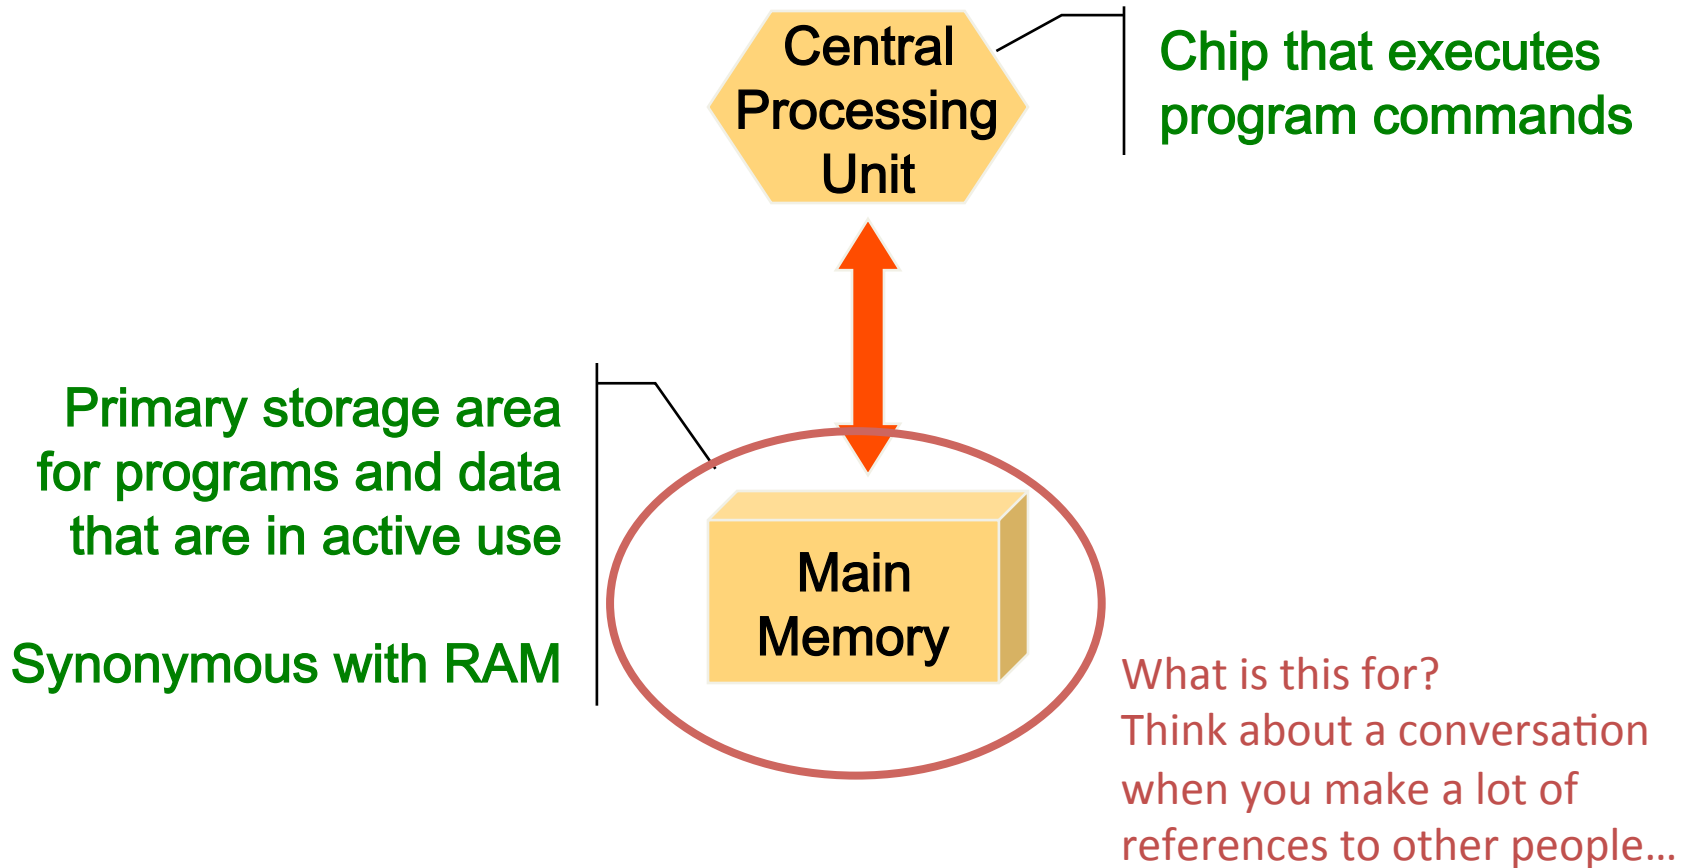 Central
Processing
Unit
Chip that executes
program commands
Primary storage area
for programs and data
that are in active use
Synonymous with RAM
Main
Memory
What is this for?
Think about a conversation
when you make a lot of
references to other people…